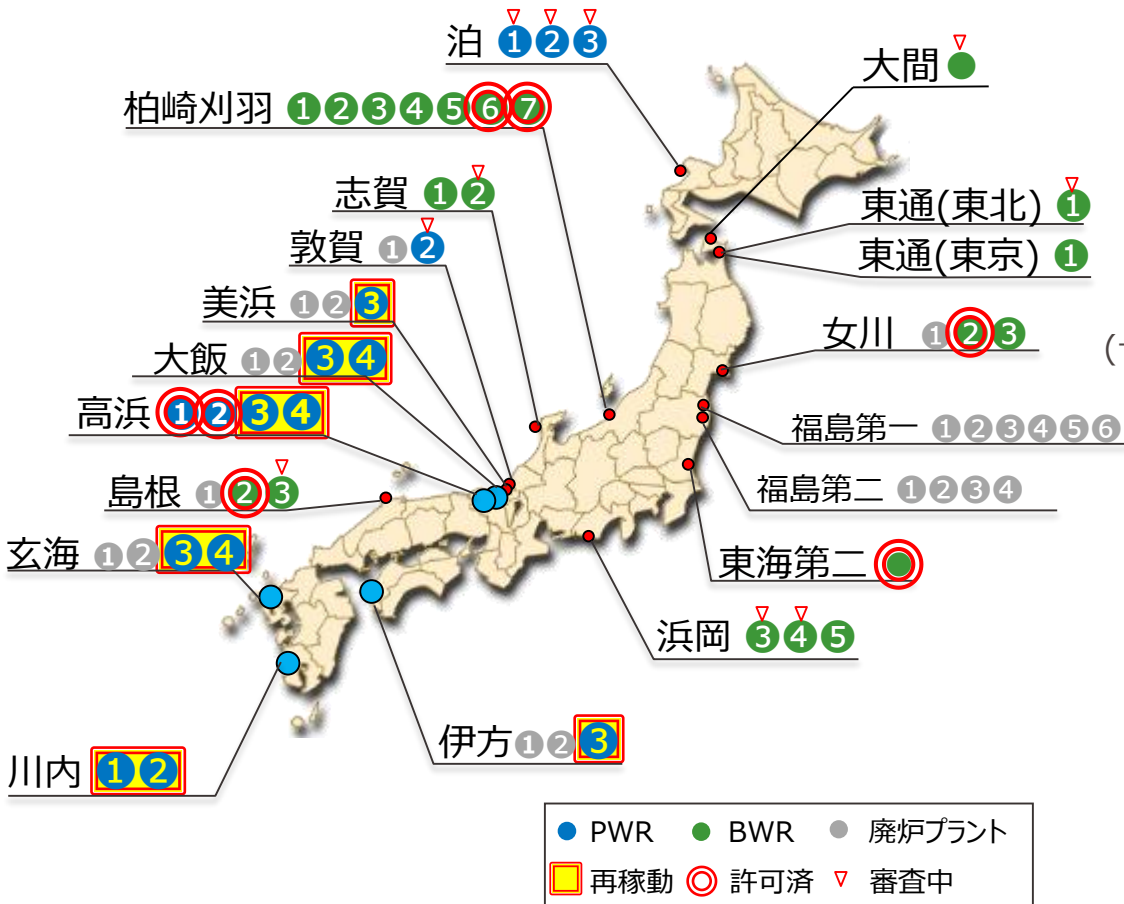 泊 1 2 3
大間
柏崎刈羽 1 2 3 4 5 6 7
志賀 1 2
東通(東北) 1
敦賀 1 2
東通(東京) 1
美浜 1 2 3
女川 1 2 3
大飯 1 2 3 4
高浜 1 2 3 4
福島第一 1 2 3 4 5 6
島根 1 2 3
福島第二 1 2 3 4
玄海 1 2 3 4
東海第二
浜岡 3 4 5
伊方 1 2 3
川内 1 2
PWR BWR 廃炉プラント
再稼動 許可済 審査中